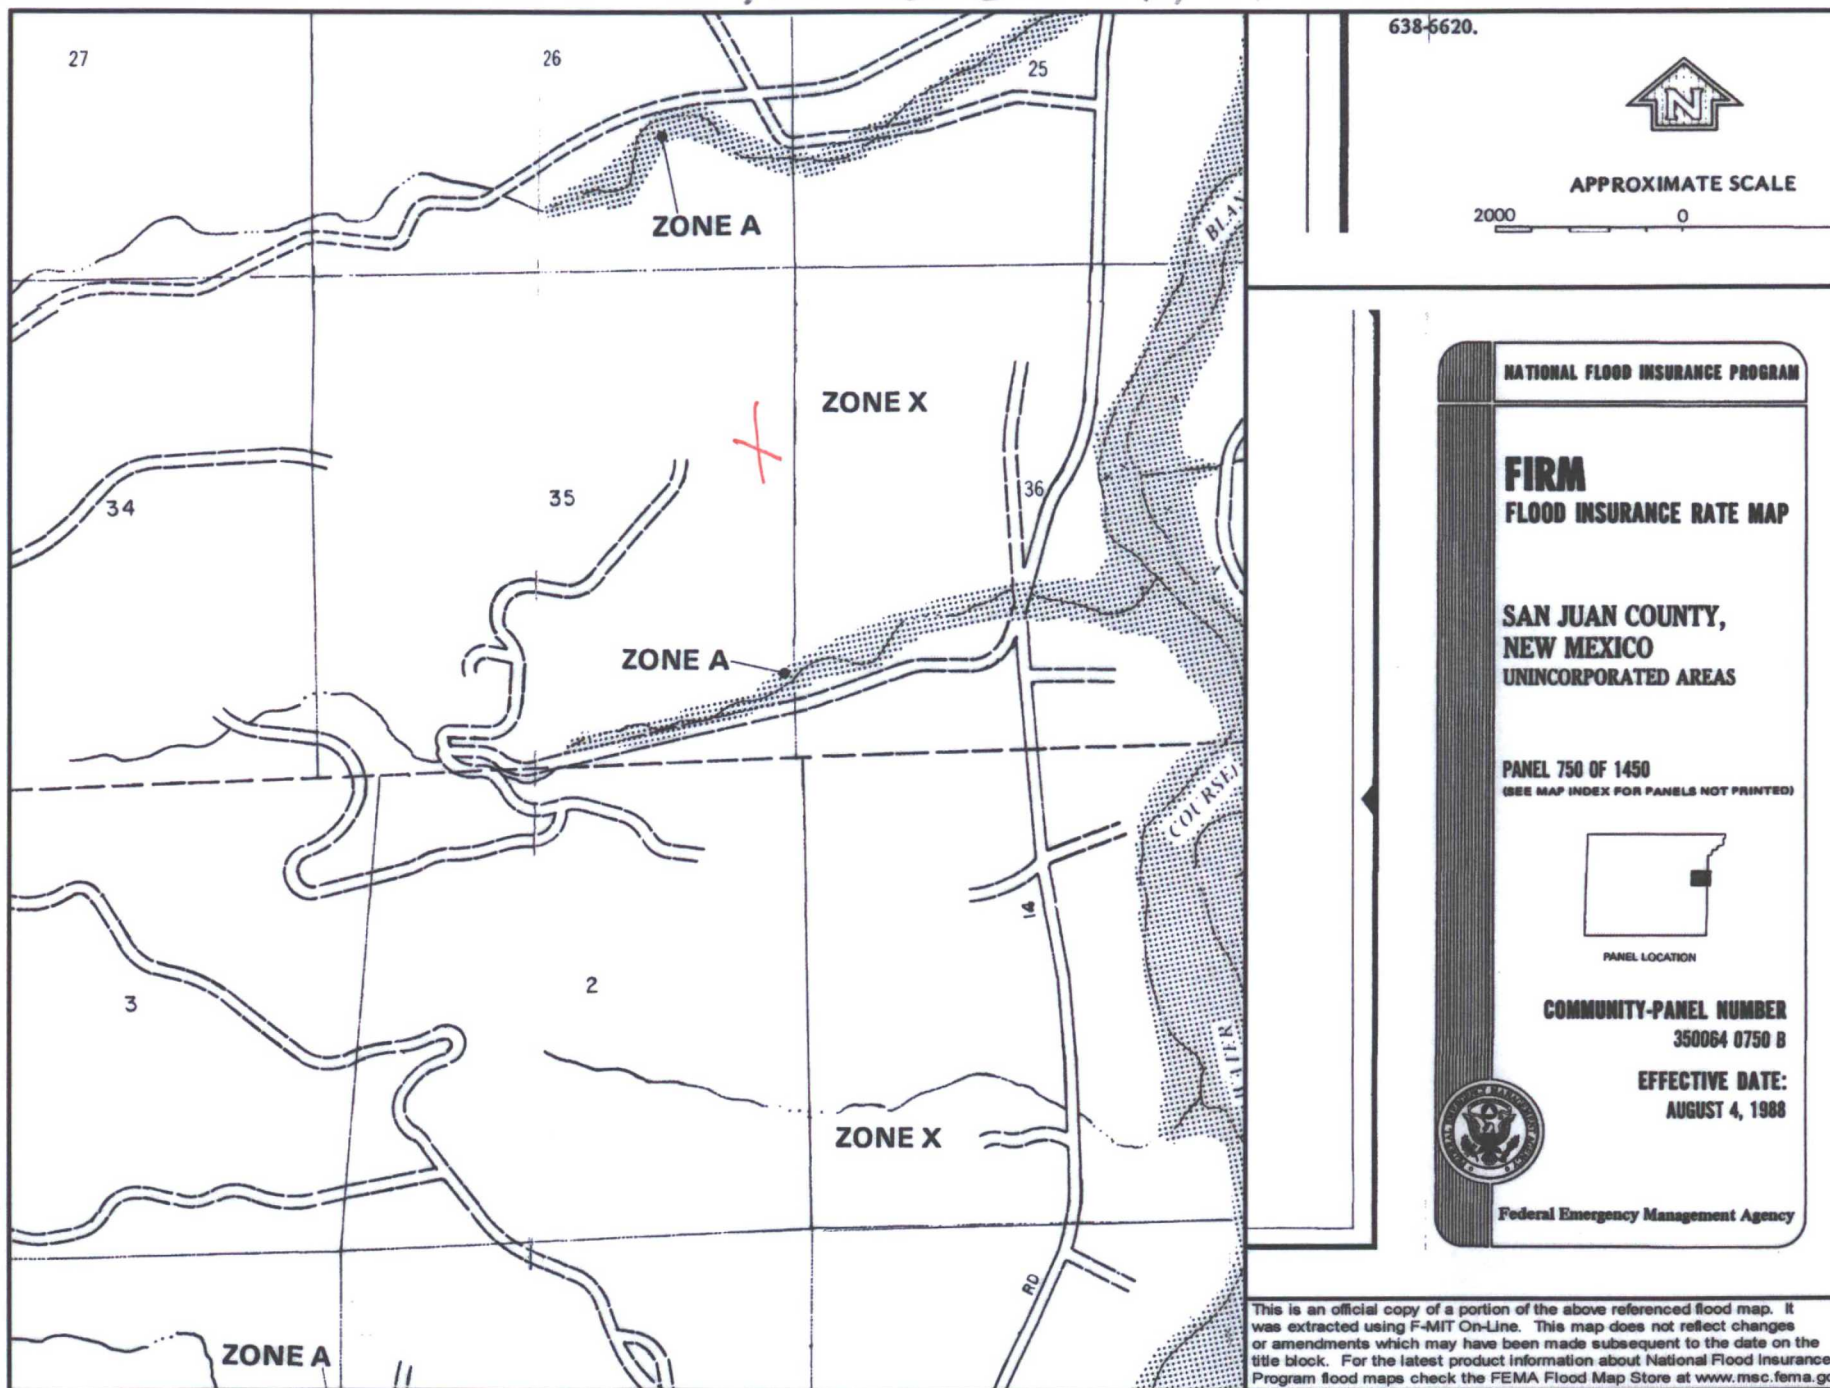 27
26
25
ZONE A
ZONE X
34
35
36
ZONE A
3
2
14
ZONE X
RD
ZONE A
COURSE
WATER
638-6620.
N
APPROXIMATE SCALE
2000 0
NATIONAL FLOOD INSURANCE PROGRAM
FIRM
FLOOD INSURANCE RATE MAP
SAN JUAN COUNTY,
NEW MEXICO
UNINCORPORATED AREAS
PANEL 750 OF 1450
(SEE MAP INDEX FOR PANELS NOT PRINTED)
PANEL LOCATION
COMMUNITY-PANEL NUMBER
350064 0750 B
EFFECTIVE DATE:
AUGUST 4, 1988
Federal Emergency Management Agency
This is an official copy of a portion of the above referenced flood map. It
was extracted using F-MIT On-Line. This map does not reflect changes
or amendments which may have been made subsequent to the date on the
title block. For the latest product information about National Flood Insurance
Program flood maps check the FEMA Flood Map Store at www.msc.fema.go